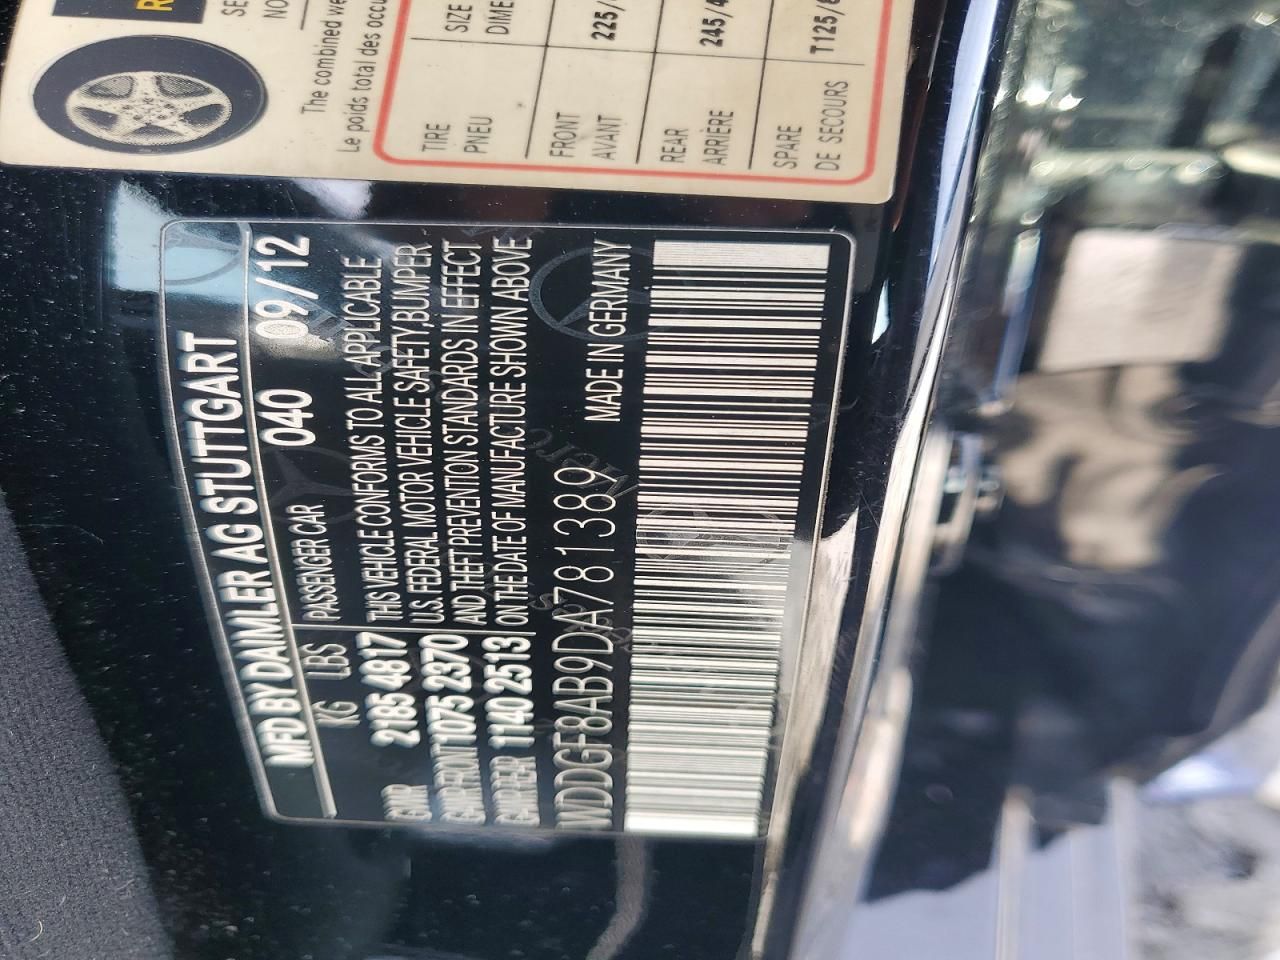 SIZE
The combined we
Le poids total des occu
TIRE
PNEU
FRONT
AVANT
225/
REAR
ARRIÈRE
245/4
SPARE
DE SECOURS
T125/
MFD BY DAIMLER AG STUTTGART
KG LBS PASSENGER CAR 040 09/12
GVWR 2185 4817
GAWR FRONT 1075 2370
GAWR REAR 1140 2513
THIS VEHICLE CONFORMS TO ALL APPLICABLE
U.S. FEDERAL MOTOR VEHICLE SAFETY, BUMPER
AND THEFT PREVENTION STANDARDS IN EFFECT
ON THE DATE OF MANUFACTURE SHOWN ABOVE
MADE IN GERMANY
WDDGF8AB9DA781389